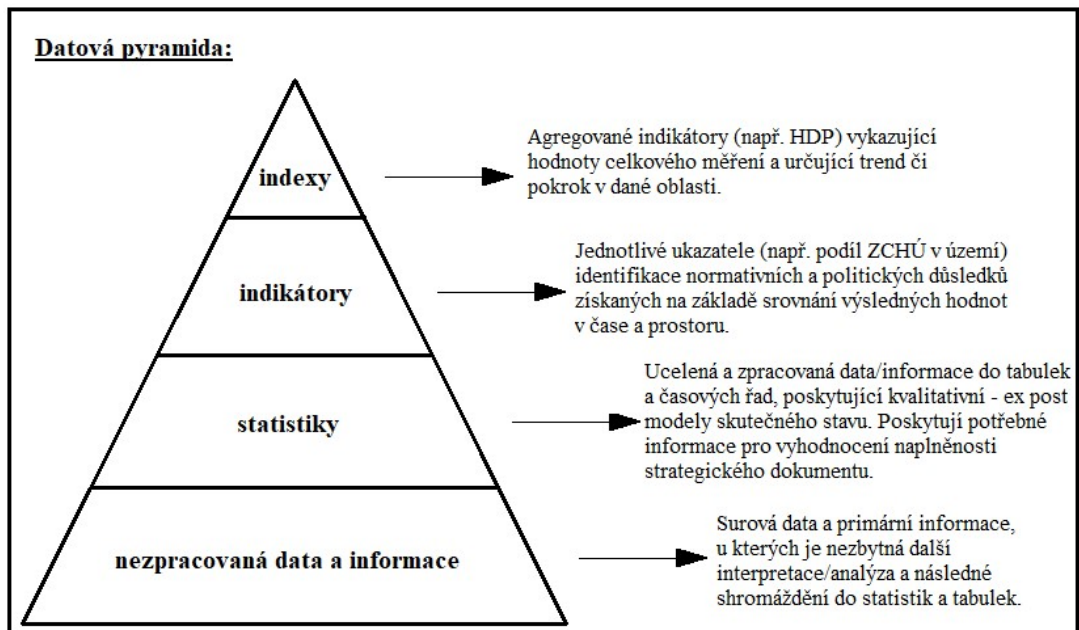 Datová pyramida:
indexy
Agregované indikátory (např. HDP) vykazující
hodnoty celkového měření a určující trend či
pokrok v dané oblasti.
indikátory
Jednotlivé ukazatele (např. podíl ZCHÚ v území)
identifikace normativních a politických důsledků
získaných na základě srovnání výsledných hodnot
v čase a prostoru.
statistiky
Ucelená a zpracovaná data/informace do tabulek
a časových řad, poskytující kvalitativní - ex post
modely skutečného stavu. Poskytují potřebné
informace pro vyhodnocení naplněnosti
strategického dokumentu.
nezpracovaná data a informace
Surová data a primární informace,
u kterých je nezbytná další
interpretace/analýza a následné
shromáždění do statistik a tabulek.